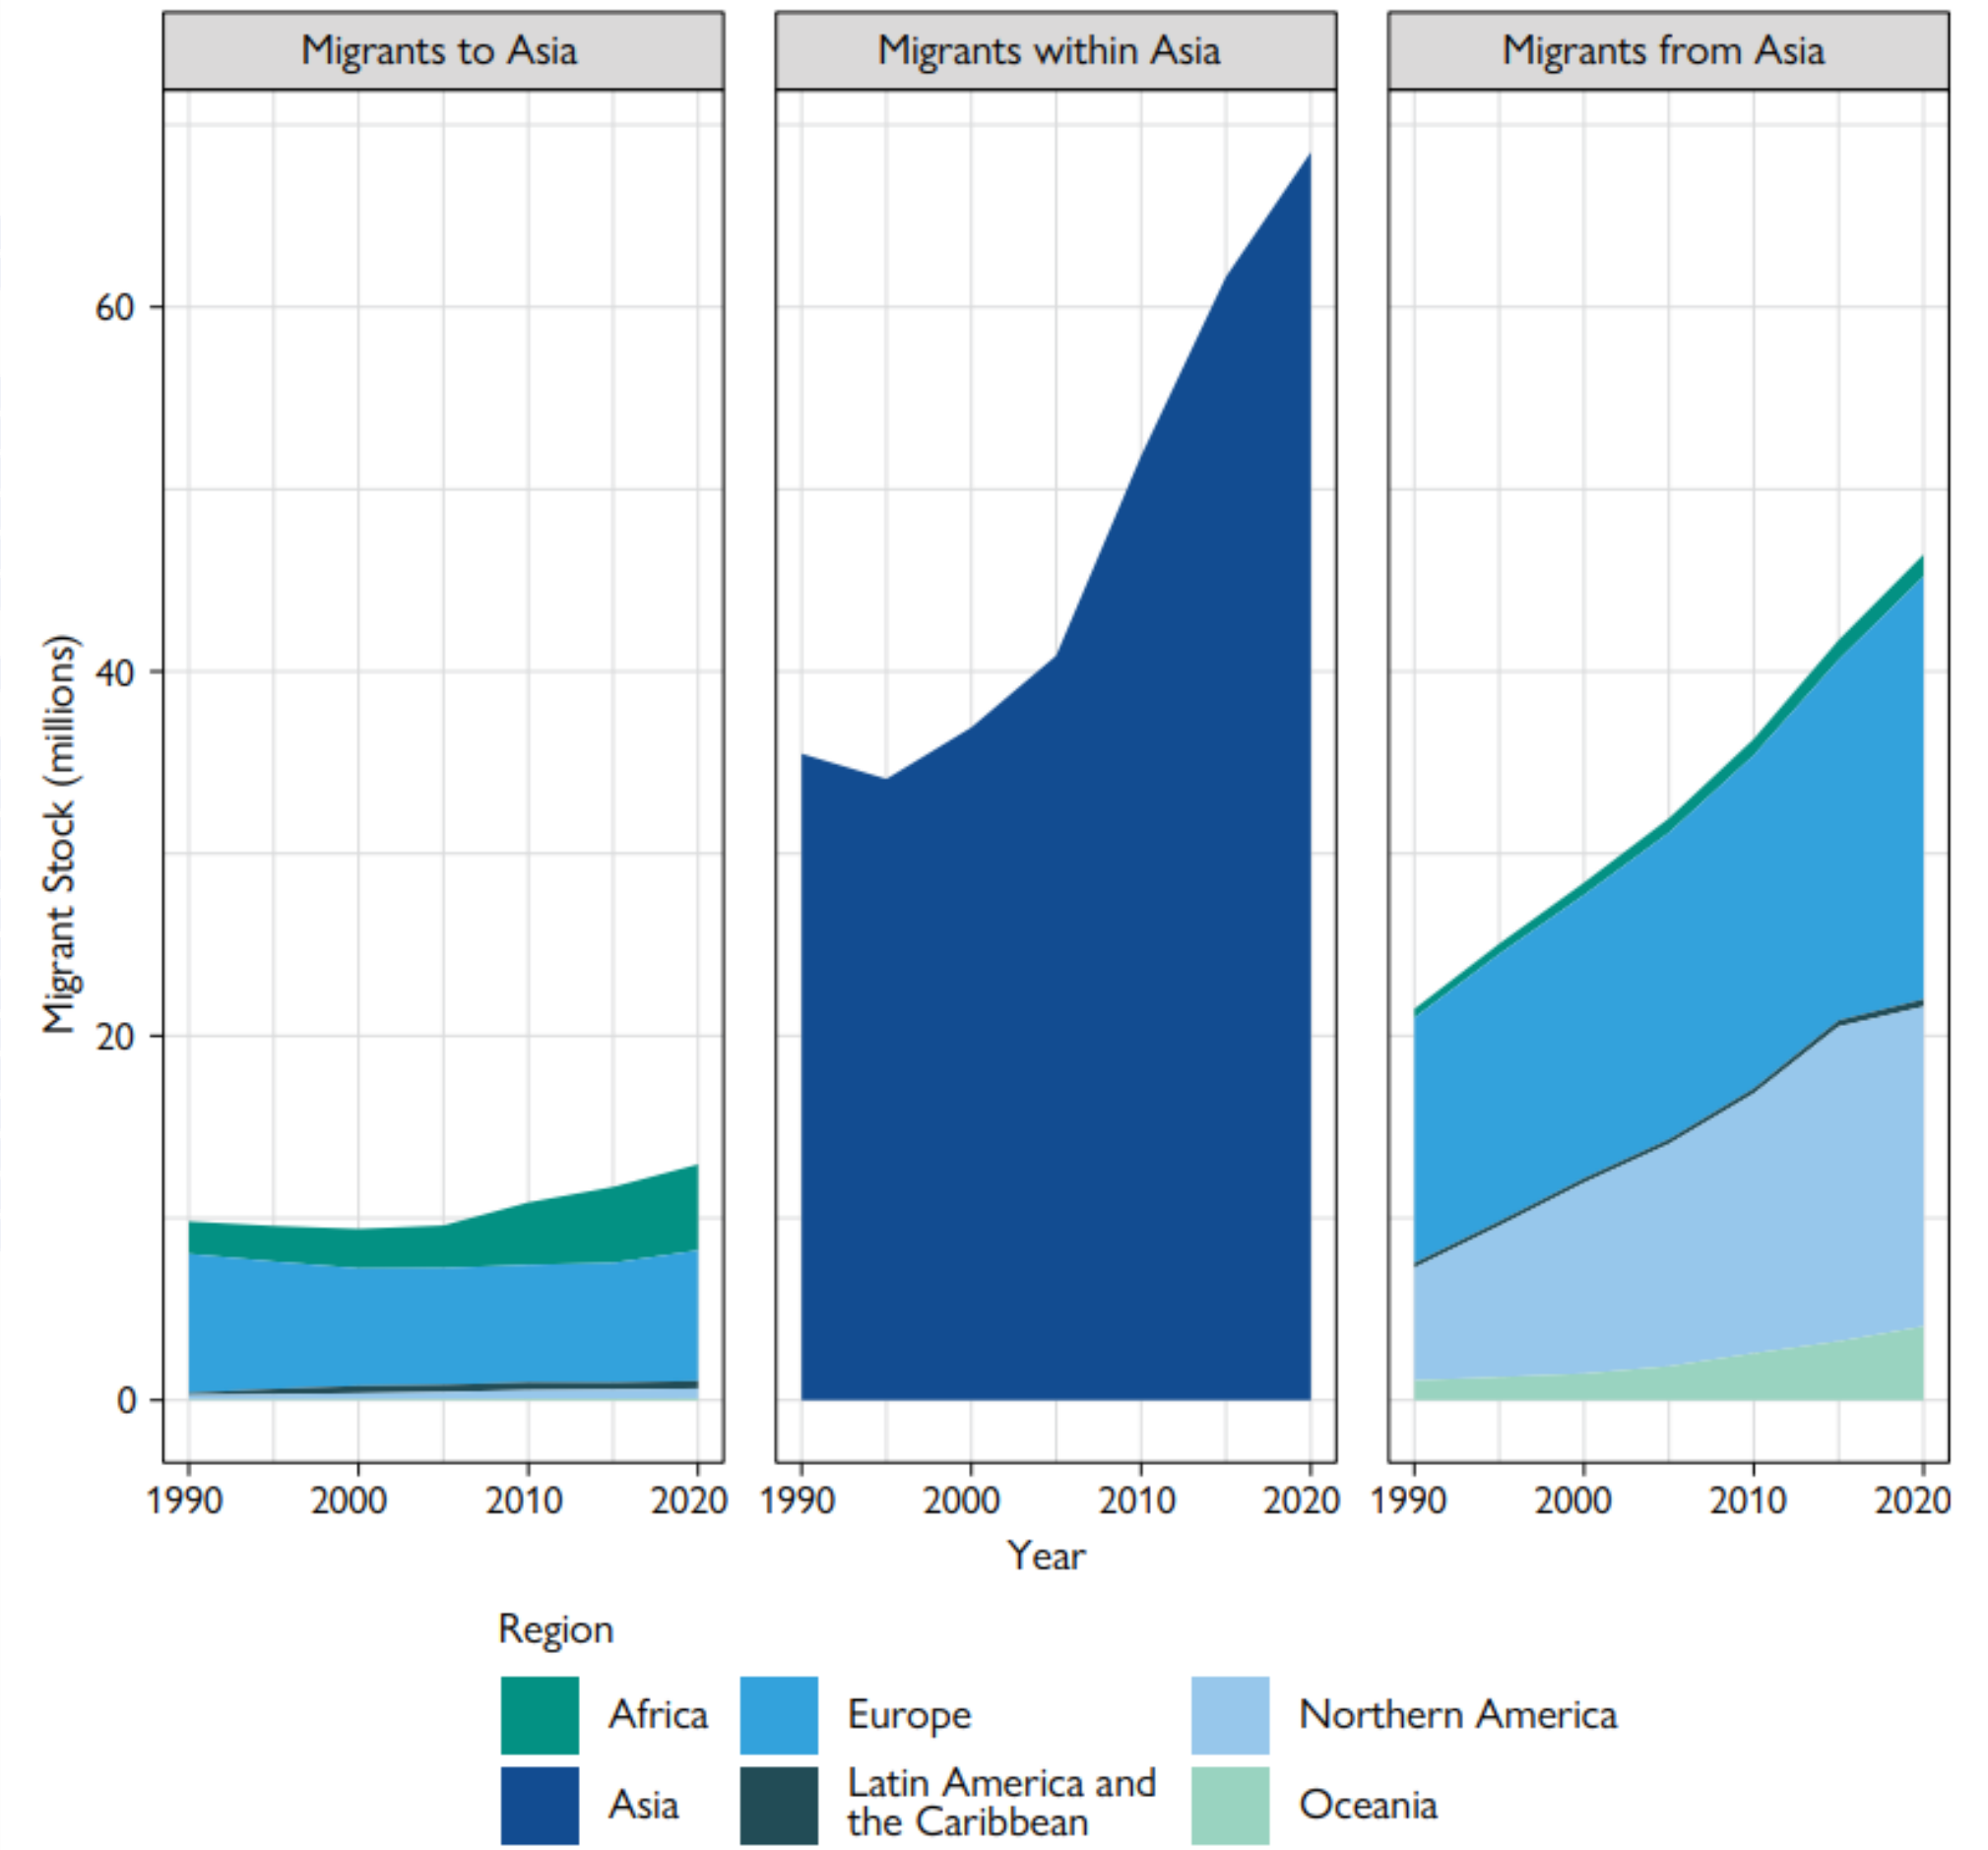 Migrants to Asia
Migrants within Asia
Migrants from Asia
Migrant Stock (millions)
60
40
20
0
1990 2000 2010 2020
1990 2000 2010 2020
1990 2000 2010 2020
Year
Region
Africa
Europe
Northern America
Asia
Latin America and
the Caribbean
Oceania